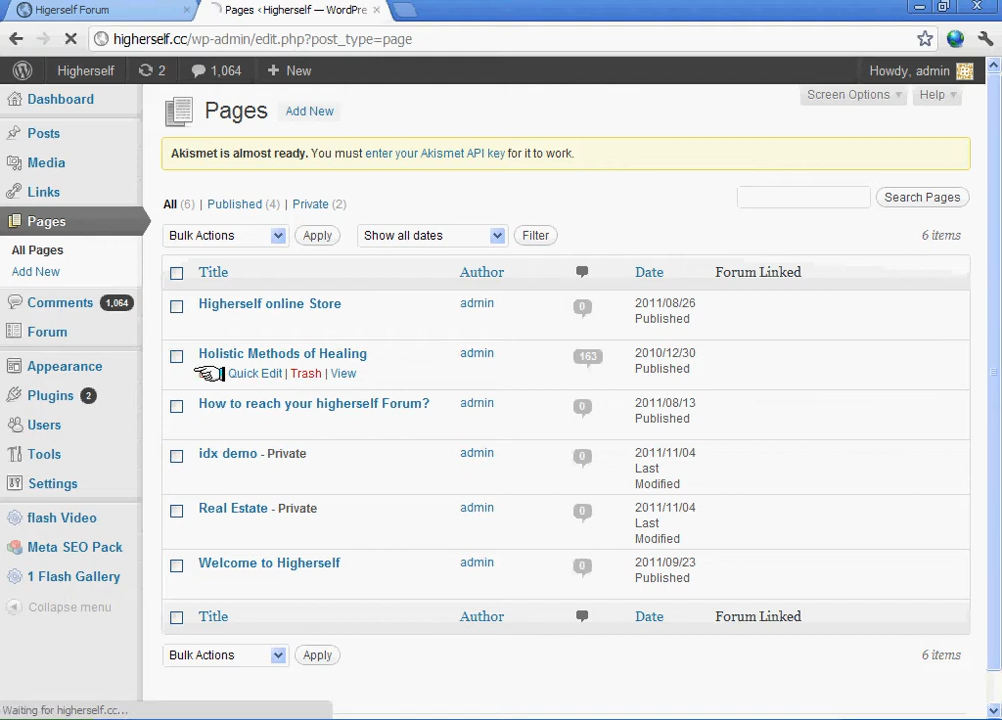 Higerself Forum
Pages ‹ Higherself — WordPre
higherself.cc/wp-admin/edit.php?post_type=page
Higherself 2 1,064 + New Howdy, admin
Screen Options Help
Dashboard
Posts
Media
Links
Pages
All Pages
Add New
Comments 1,064
Forum
Appearance
Plugins 2
Users
Tools
Settings
flash Video
Meta SEO Pack
1 Flash Gallery
Collapse menu
Pages Add New
Akismet is almost ready. You must enter your Akismet API key for it to work.
All (6) | Published (4) | Private (2)
Search Pages
Bulk Actions Apply Show all dates Filter 6 items
Title Author Date Forum Linked
Higherself online Store admin 0 2011/08/26
Published
Holistic Methods of Healing admin 163 2010/12/30
Quick Edit | Trash | View Published
How to reach your higherself Forum? admin 0 2011/08/13
Published
idx demo - Private admin 0 2011/11/04
Last
Modified
Real Estate - Private admin 0 2011/11/04
Last
Modified
Welcome to Higherself admin 0 2011/09/23
Published
Title Author Date Forum Linked
Bulk Actions Apply 6 items
Waiting for higherself.cc...